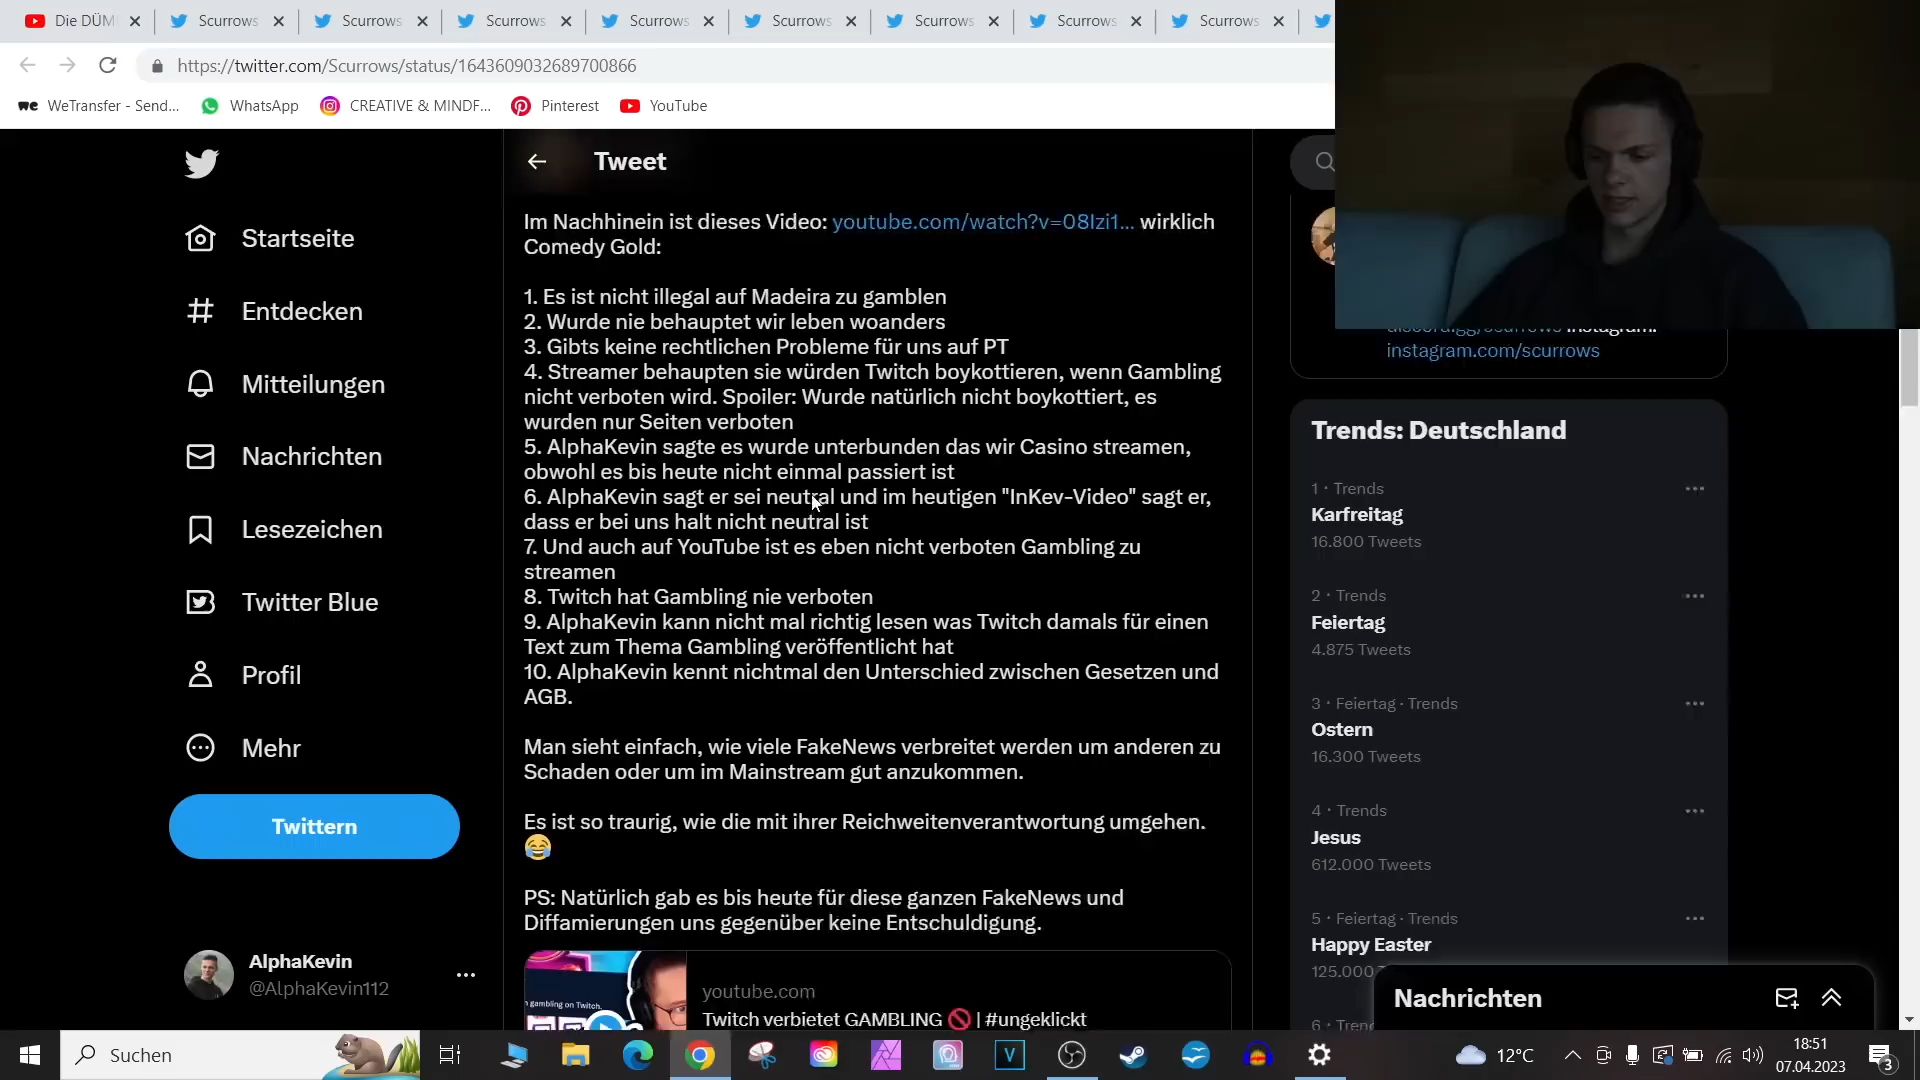 Die DÜM
Scurrows
Scurrows
Scurrows
Scurrows
Scurrows
Scurrows
Scurrows
Scurrows
https://twitter.com/Scurrows/status/1643609032689700866
WeTransfer - Send...
WhatsApp
CREATIVE & MINDF...
Pinterest
YouTube
Startseite
Entdecken
Mitteilungen
Nachrichten
Lesezeichen
Twitter Blue
Profil
Mehr
Twittern
AlphaKevin
@AlphaKevin112
Tweet
Im Nachhinein ist dieses Video: youtube.com/watch?v=08Izi1... wirklich
Comedy Gold:
1. Es ist nicht illegal auf Madeira zu gamblen
2. Wurde nie behauptet wir leben woanders
3. Gibts keine rechtlichen Probleme für uns auf PT
4. Streamer behaupten sie würden Twitch boykottieren, wenn Gambling
nicht verboten wird. Spoiler: Wurde natürlich nicht boykottiert, es
wurden nur Seiten verboten
5. AlphaKevin sagte es wurde unterbunden das wir Casino streamen,
obwohl es bis heute nicht einmal passiert ist
6. AlphaKevin sagt er sei neutral und im heutigen "InKev-Video" sagt er,
dass er bei uns halt nicht neutral ist
7. Und auch auf YouTube ist es eben nicht verboten Gambling zu
streamen
8. Twitch hat Gambling nie verboten
9. AlphaKevin kann nicht mal richtig lesen was Twitch damals für einen
Text zum Thema Gambling veröffentlicht hat
10. AlphaKevin kennt nichtmal den Unterschied zwischen Gesetzen und
AGB.
Man sieht einfach, wie viele FakeNews verbreitet werden um anderen zu
Schaden oder um im Mainstream gut anzukommen.
Es ist so traurig, wie die mit ihrer Reichweitenverantwortung umgehen.
😂
PS: Natürlich gab es bis heute für diese ganzen FakeNews und
Diffamierungen uns gegenüber keine Entschuldigung.
gambling on Twitch.
youtube.com
Twitch verbietet GAMBLING 🚫 | #ungeklickt
discord.gg/scurrows Instagram:
instagram.com/scurrows
Trends: Deutschland
1 · Trends
Karfreitag
16.800 Tweets
2 · Trends
Feiertag
4.875 Tweets
3 · Feiertag · Trends
Ostern
16.300 Tweets
4 · Trends
Jesus
612.000 Tweets
5 · Feiertag · Trends
Happy Easter
125.000
6 · Tren
Nachrichten
Suchen
12°C
18:51
07.04.2023
3